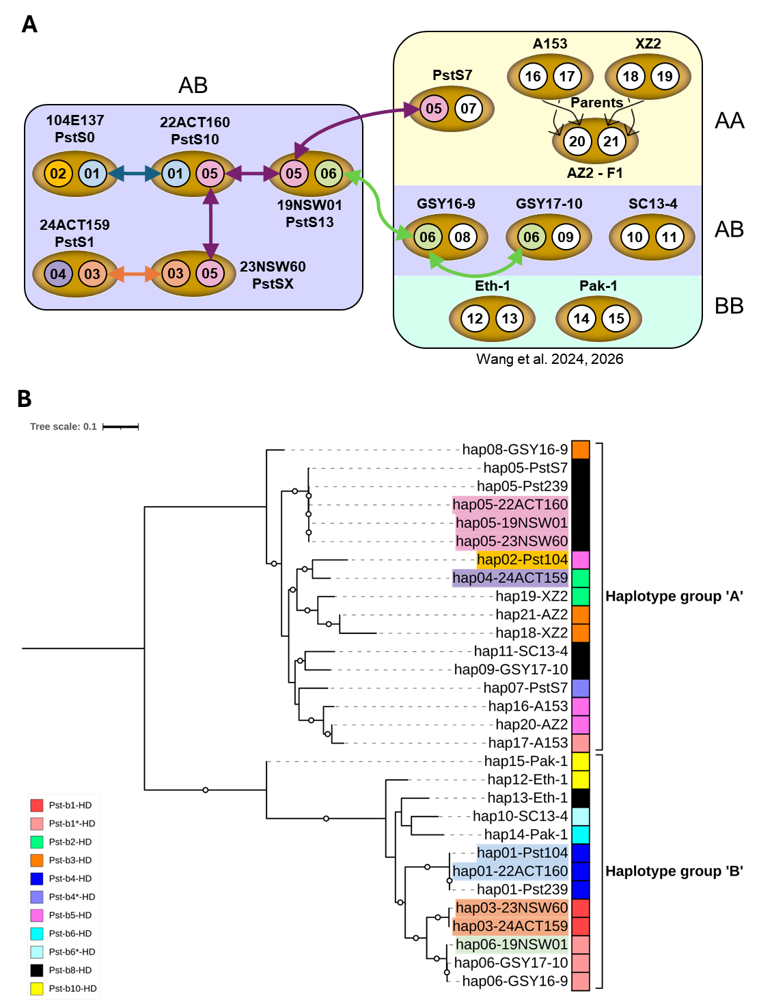 A
AB
104E137
PstS0
02 01
22ACT160
PstS10
01 05
05 06
19NSW01
PstS13
24ACT159
PstS1
04 03
03 05
23NSW60
PstSX
PstS7
05 07
A153
16 17
XZ2
18 19
Parents
20 21
AZ2 - F1
AA
GSY16-9
06 08
GSY17-10
06 09
SC13-4
10 11
AB
Eth-1
12 13
Pak-1
14 15
BB
Wang et al. 2024, 2026
B
Tree scale: 0.1
hap08-GSY16-9
hap05-PstS7
hap05-Pst239
hap05-22ACT160
hap05-19NSW01
hap05-23NSW60
hap02-Pst104
hap04-24ACT159
hap19-XZ2
hap21-AZ2
hap18-XZ2
hap11-SC13-4
hap09-GSY17-10
hap07-PstS7
hap16-A153
hap20-AZ2
hap17-A153
Haplotype group 'A'
hap15-Pak-1
hap12-Eth-1
hap13-Eth-1
hap10-SC13-4
hap14-Pak-1
hap01-Pst104
hap01-22ACT160
hap01-Pst239
hap03-23NSW60
hap03-24ACT159
hap06-19NSW01
hap06-GSY17-10
hap06-GSY16-9
Haplotype group 'B'
Pst-b1-HD
Pst-b1*-HD
Pst-b2-HD
Pst-b3-HD
Pst-b4-HD
Pst-b4*-HD
Pst-b5-HD
Pst-b6-HD
Pst-b6*-HD
Pst-b8-HD
Pst-b10-HD